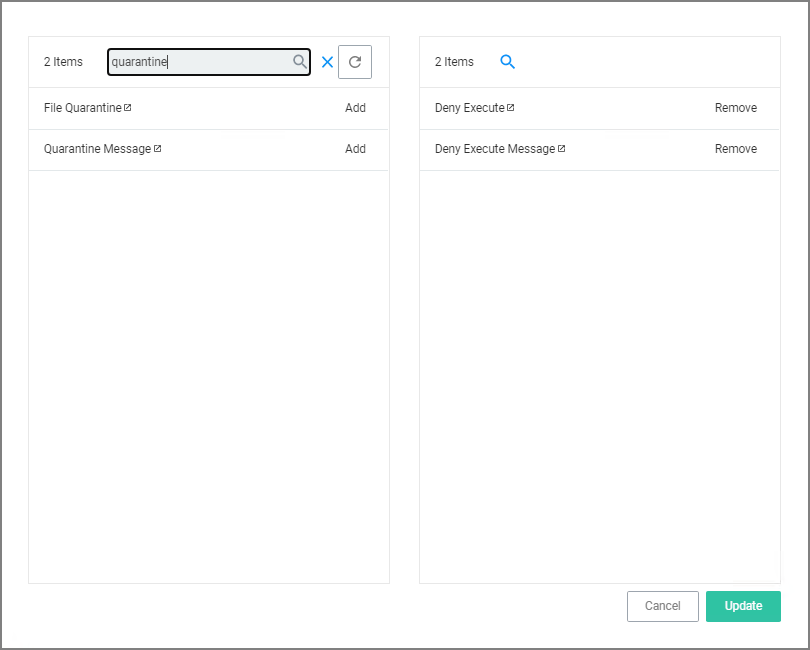 2 Items quarantine
File Quarantine Add
Quarantine Message Add
2 Items
Deny Execute Remove
Deny Execute Message Remove
Cancel Update